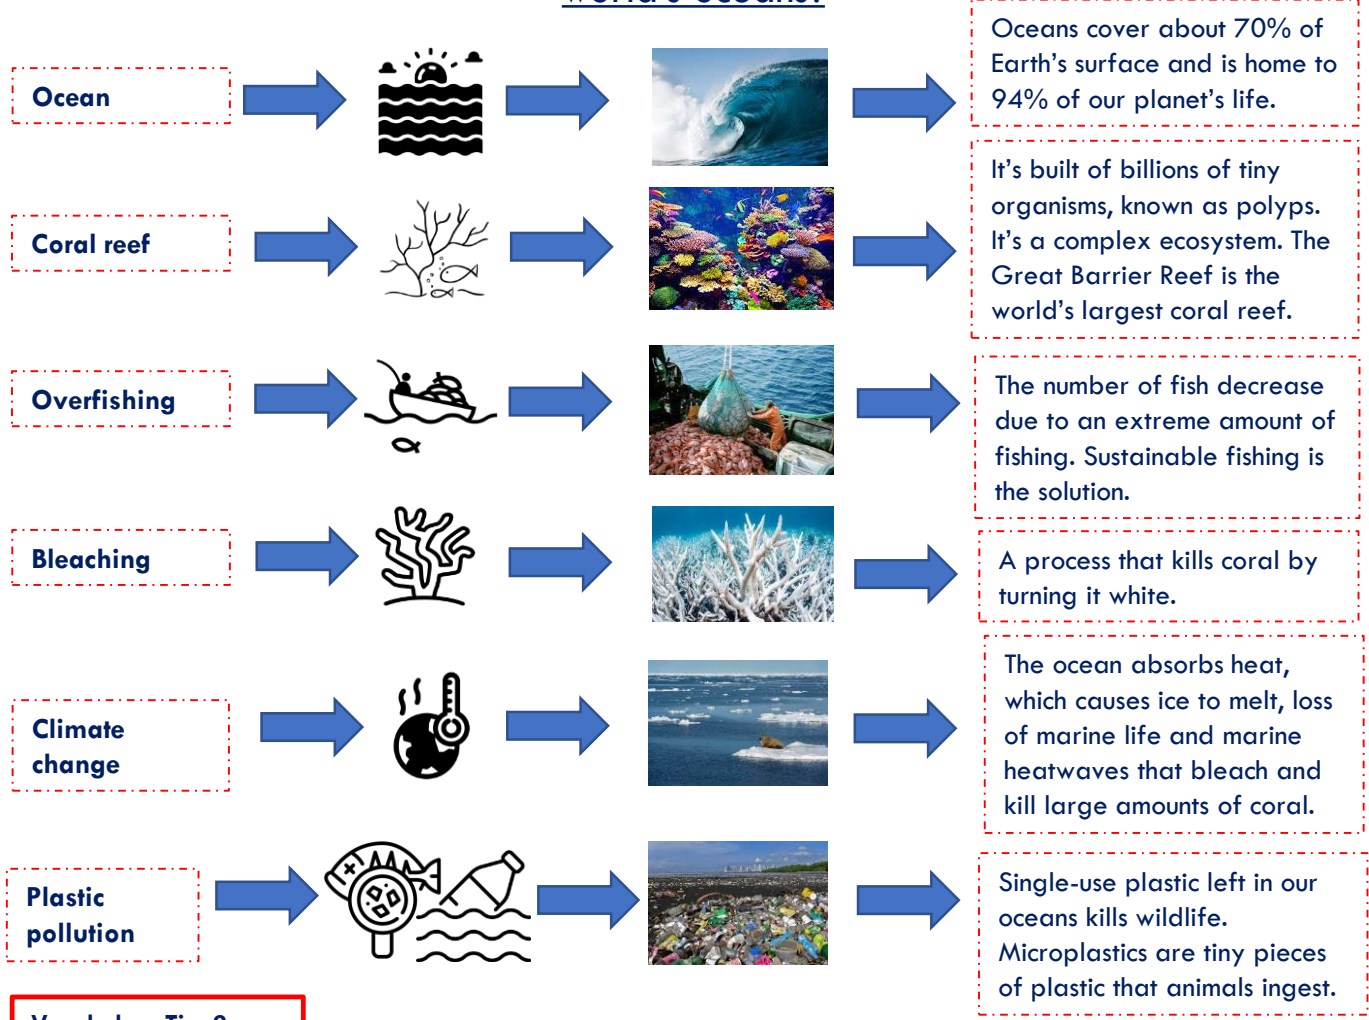 world's oceans?
Ocean
Oceans cover about 70% of
Earth's surface and is home to
94% of our planet's life.
Coral reef
It's built of billions of tiny
organisms, known as polyps.
It's a complex ecosystem. The
Great Barrier Reef is the
world's largest coral reef.
Overfishing
The number of fish decrease
due to an extreme amount of
fishing. Sustainable fishing is
the solution.
Bleaching
A process that kills coral by
turning it white.
Climate
change
The ocean absorbs heat,
which causes ice to melt, loss
of marine life and marine
heatwaves that bleach and
kill large amounts of coral.
Plastic
pollution
Single-use plastic left in our
oceans kills wildlife.
Microplastics are tiny pieces
of plastic that animals ingest.